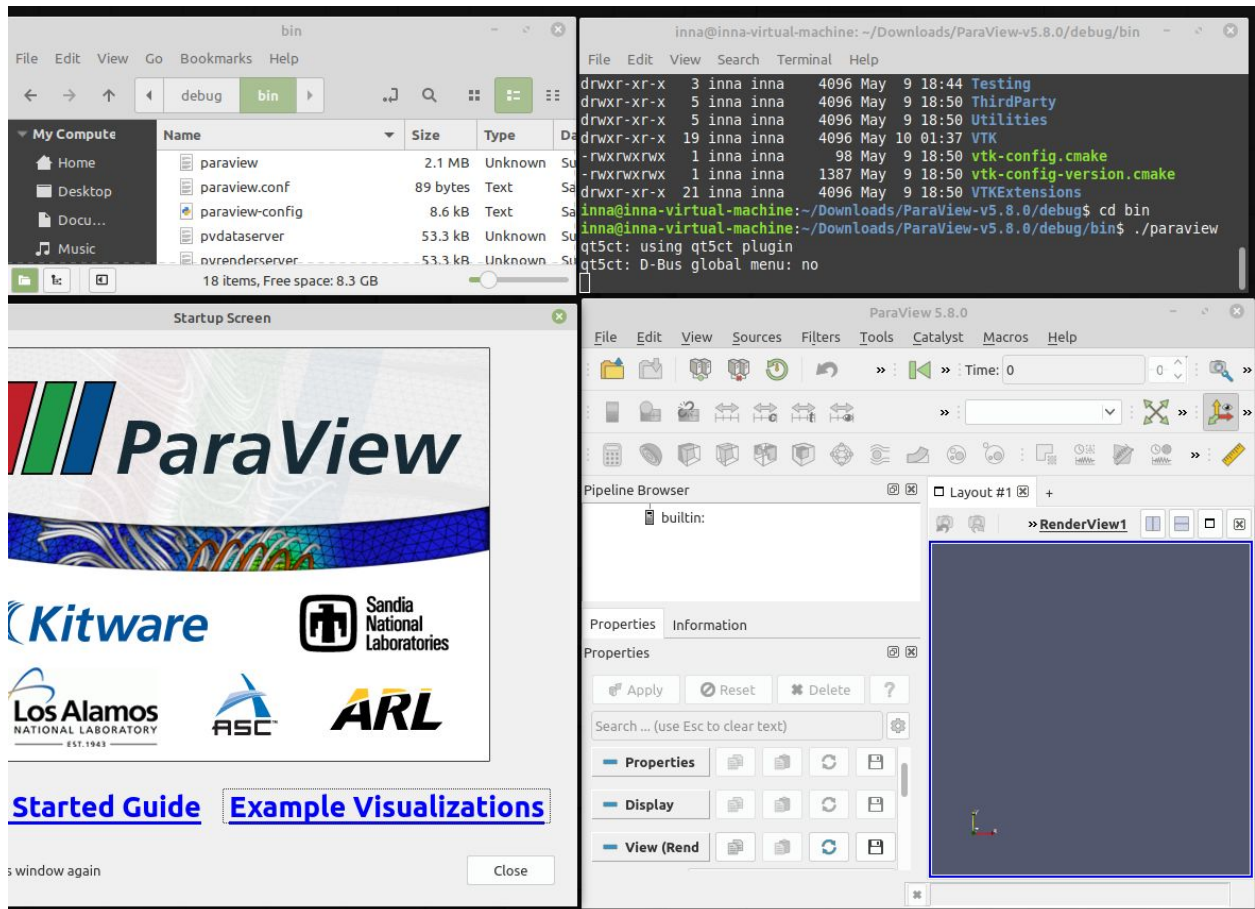 bin
File Edit View Go Bookmarks Help
debug bin
My Compute
Name Size Type Da
Home
Desktop
Docu...
Music
paraview 2.1 MB Unknown Su
paraview.conf 89 bytes Text Sa
paraview-config 8.6 kB Text Sa
pvdataserver 53.3 kB Unknown Su
pvrenderserver 53.3 KB Unknown Su
18 items, Free space: 8.3 GB
inna@inna-virtual-machine: ~/Downloads/ParaView-v5.8.0/debug/bin
File Edit View Search Terminal Help
drwxr-xr-x 3 inna inna 4096 May 9 18:44 Testing
drwxr-xr-x 5 inna inna 4096 May 9 18:50 ThirdParty
drwxr-xr-x 5 inna inna 4096 May 9 18:50 Utilities
drwxr-xr-x 19 inna inna 4096 May 10 01:37 VTK
-rwxrwxrwx 1 inna inna 98 May 9 18:50 vtk-config.cmake
-rwxrwxrwx 1 inna inna 1387 May 9 18:50 vtk-config-version.cmake
drwxr-xr-x 21 inna inna 4096 May 9 18:50 VTKExtensions
inna@inna-virtual-machine:~/Downloads/ParaView-v5.8.0/debug$ cd bin
inna@inna-virtual-machine:~/Downloads/ParaView-v5.8.0/debug/bin$ ./paraview
qt5ct: using qt5ct plugin
qt5ct: D-Bus global menu: no
Startup Screen
ParaView
Kitware
Sandia
National
Laboratories
Los Alamos
NATIONAL LABORATORY
EST.1943
ASC
ARL
Started Guide Example Visualizations
s window again
Close
ParaView 5.8.0
File Edit View Sources Filters Tools Catalyst Macros Help
Time: 0 0
Pipeline Browser
builtin:
Properties Information
Properties
Apply Reset Delete ?
Search ... (use Esc to clear text)
Properties
Display
View (Rend
Layout #1 +
RenderView1